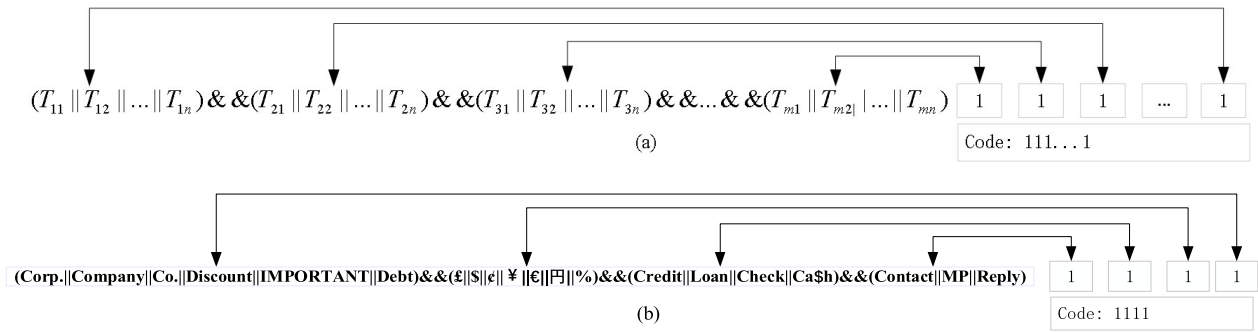 (T11 || T12 || ... || T1n) & &(T21 || T22 || ... || T2n) & &(T31 || T32 || ... || T3n) & &...& &(Tm1 || Tm2| | ... || Tmn) 1 1 1 ... 1
Code: 111...1
(a)
(Corp.||Company||Co.||Discount||IMPORTANT||Debt)&&(£||$||¢||¥||€||円||%)&&(Credit||Loan||Check||Ca$h)&&(Contact||MP||Reply) 1 1 1 1
Code: 1111
(b)